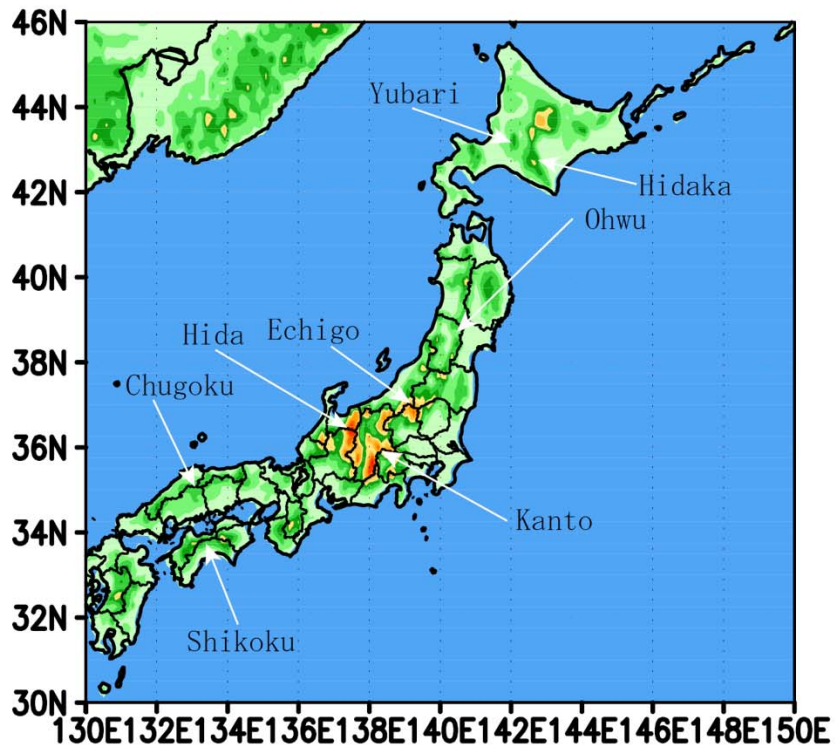 46N
44N
42N
40N
38N
36N
34N
32N
30N
Yubari
Hidaka
Ohwu
Hida
Echigo
Chugoku
Kanto
Shikoku
130E132E134E136E138E140E142E144E146E148E150E